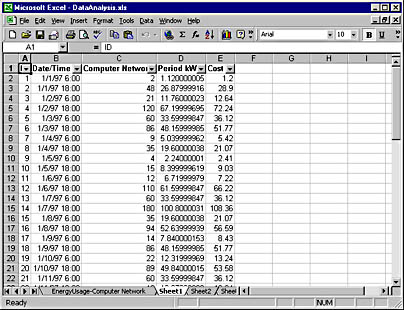 Microsoft Excel - DataAnalysis.xls
File Edit View Insert Format Tools Data Window Help
Arial 10 B
A1 = ID
A B C D E F G H I
1 I Date/Time Computer Networ Period kW Cost
2 1 1/1/97 6:00 2 1.12000005 1.2
3 2 1/1/97 18:00 48 26.87999916 28.9
4 3 1/2/97 6:00 21 11.76000023 12.64
5 4 1/2/97 18:00 120 67.19999695 72.24
6 5 1/3/97 6:00 60 33.59999847 36.12
7 6 1/3/97 18:00 86 48.15999985 51.77
8 7 1/4/97 6:00 9 5.039999962 5.42
9 8 1/4/97 18:00 35 19.60000038 21.07
10 9 1/5/97 6:00 4 2.24000001 2.41
11 10 1/5/97 18:00 15 8.399999619 9.03
12 11 1/6/97 6:00 12 6.71999979 7.22
13 12 1/6/97 18:00 110 61.59999847 66.22
14 13 1/7/97 6:00 60 33.59999847 36.12
15 14 1/7/97 18:00 180 100.8000031 108.36
16 15 1/8/97 6:00 35 19.60000038 21.07
17 16 1/8/97 18:00 94 52.63999939 56.59
18 17 1/9/97 6:00 14 7.840000153 8.43
19 18 1/9/97 18:00 86 48.15999985 51.77
20 19 1/10/97 6:00 22 12.31999969 13.24
21 20 1/10/97 18:00 89 49.84000015 53.58
22 21 1/11/97 6:00 60 33.59999847 36.12
EnergyUsage-Computer Network Sheet1 Sheet2 Sheet
Ready NUM